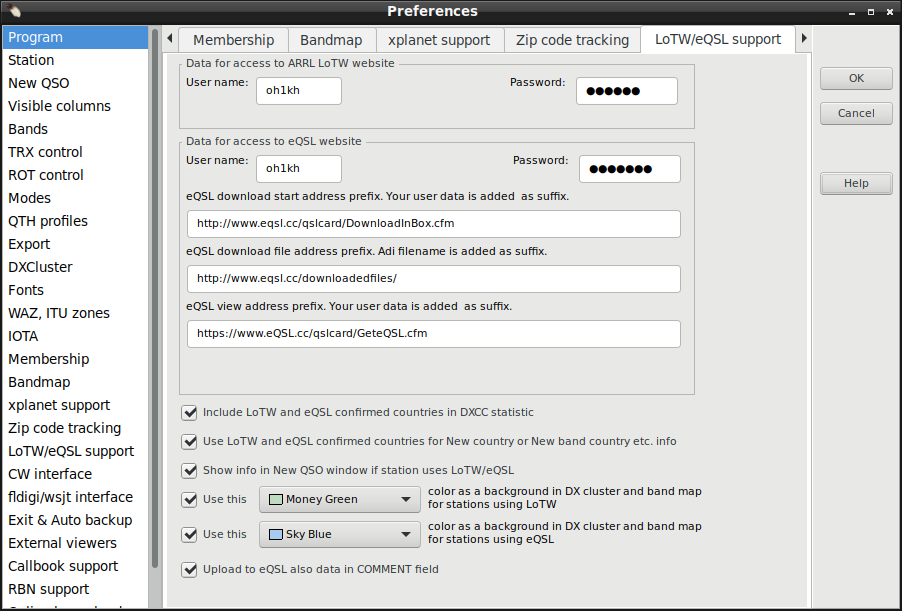 Preferences
Program
Station
New QSO
Visible columns
Bands
TRX control
ROT control
Modes
QTH profiles
Export
DXCluster
Fonts
WAZ, ITU zones
IOTA
Membership
Bandmap
xplanet support
Zip code tracking
LoTW/eQSL support
CW interface
fldigi/wsjt interface
Exit & Auto backup
External viewers
Callbook support
RBN support
Membership Bandmap xplanet support Zip code tracking LoTW/eQSL support
Data for access to ARRL LoTW website
User name: oh1kh Password: ●●●●●●
Data for access to eQSL website
User name: oh1kh Password: ●●●●●●●
eQSL download start address prefix. Your user data is added  as suffix.
http://www.eqsl.cc/qslcard/DownloadInBox.cfm
eQSL download file address prefix. Adi filename is added as suffix.
http://www.eqsl.cc/downloadedfiles/
eQSL view address prefix. Your user data is added  as suffix.
https://www.eQSL.cc/qslcard/GeteQSL.cfm
Include LoTW and eQSL confirmed countries in DXCC statistic
Use LoTW and eQSL confirmed countries for New country or New band country etc. info
Show info in New QSO window if station uses LoTW/eQSL
Use this Money Green color as a background in DX cluster and band map
for stations using LoTW
Use this Sky Blue color as a background in DX cluster and band map
for stations using eQSL
Upload to eQSL also data in COMMENT field
OK
Cancel
Help